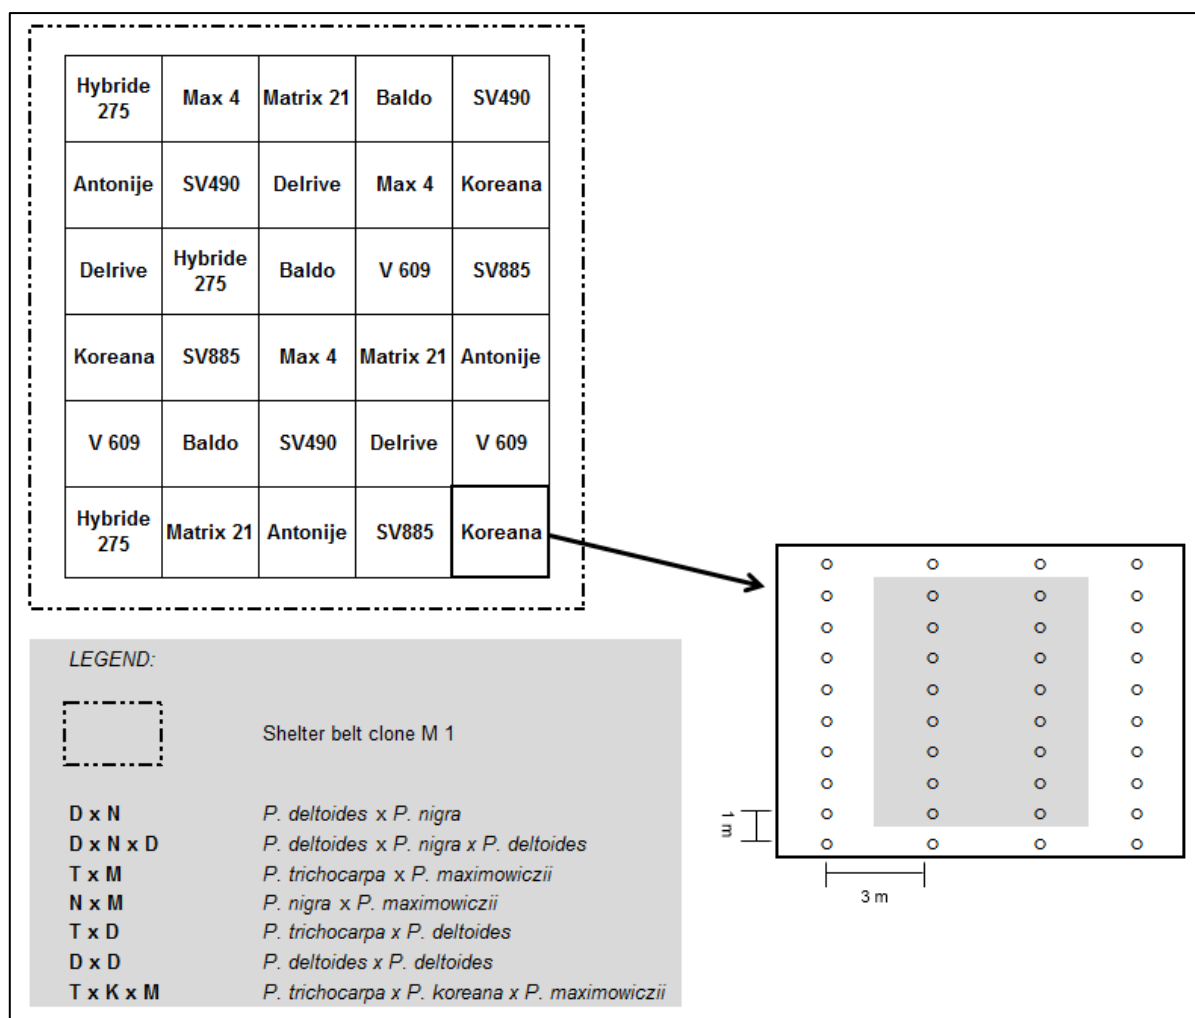 Hybride 275 Max 4 Matrix 21 Baldo SV490
Antonije SV490 Delrive Max 4 Koreana
Delrive Hybride 275 Baldo V 609 SV885
Koreana SV885 Max 4 Matrix 21 Antonije
V 609 Baldo SV490 Delrive V 609
Hybride 275 Matrix 21 Antonije SV885 Koreana
1 m
3 m
LEGEND:
Shelter belt clone M 1
D x N P. deltoides x P. nigra
D x N x D P. deltoides x P. nigra x P. deltoides
T x M P. trichocarpa x P. maximowiczii
N x M P. nigra x P. maximowiczii
T x D P. trichocarpa x P. deltoides
D x D P. deltoides x P. deltoides
T x K x M P. trichocarpa x P. koreana x P. maximowiczii